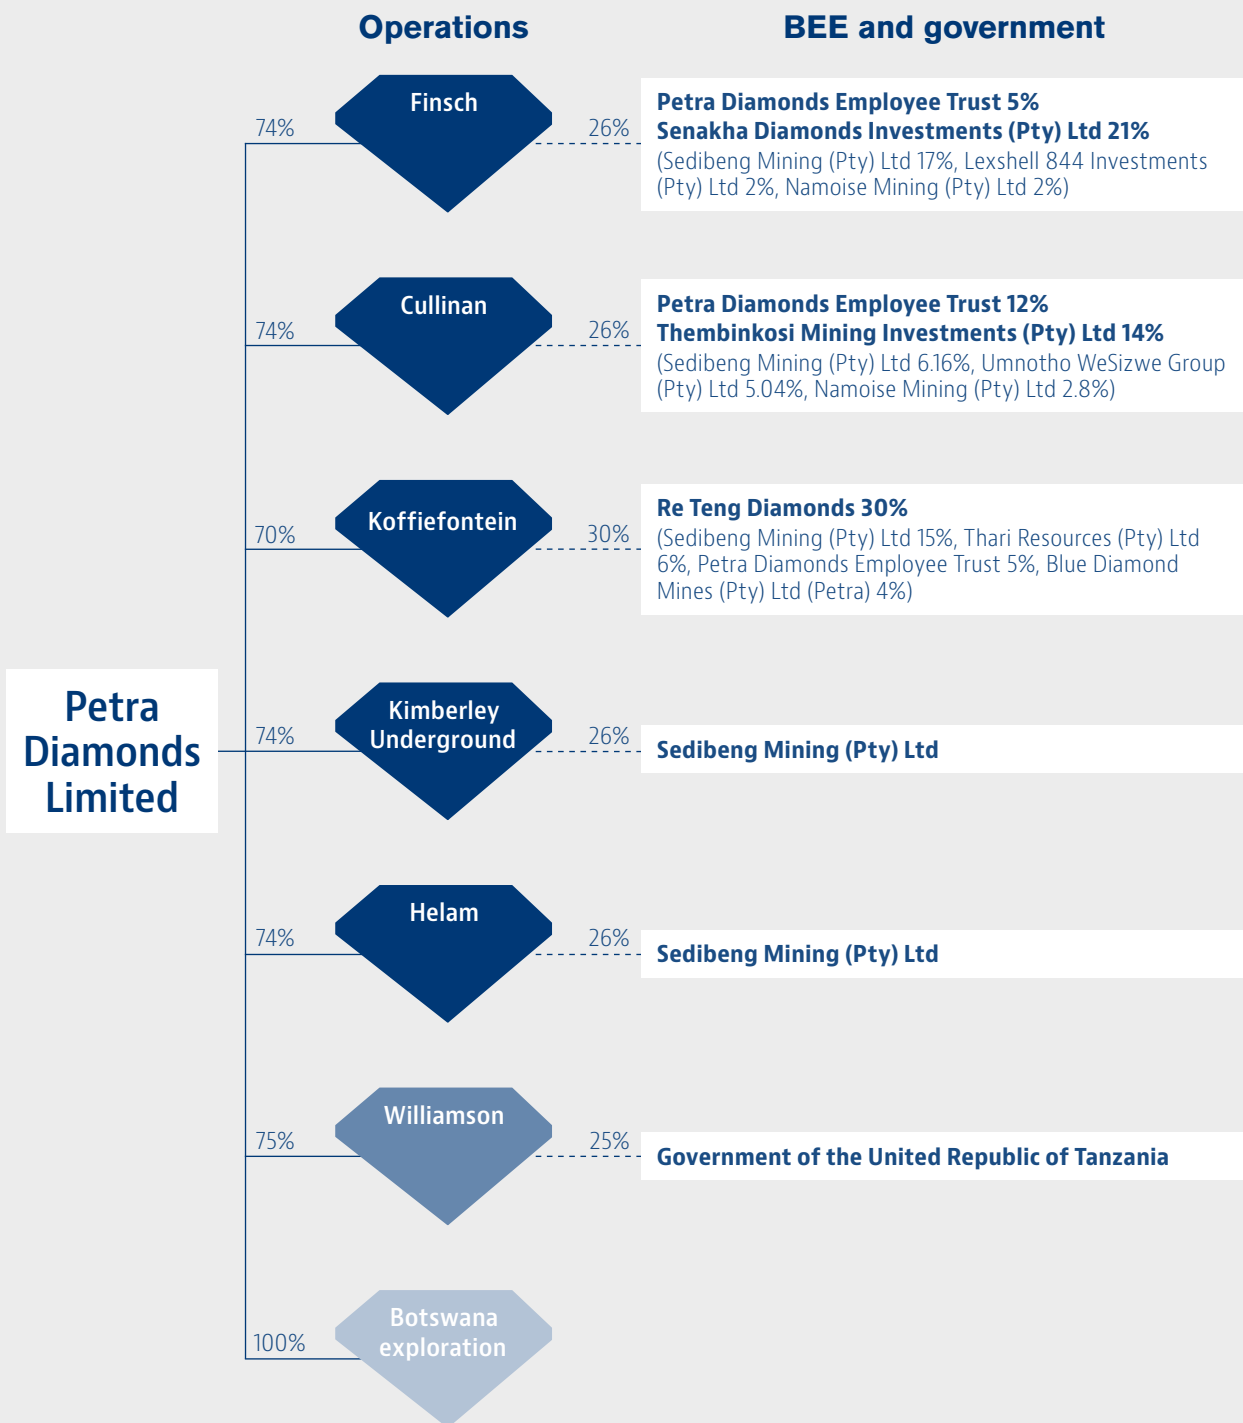 Operations
BEE and government
Finsch
74%
26%
Petra Diamonds Employee Trust 5%
Senakha Diamonds Investments (Pty) Ltd 21%
(Sedibeng Mining (Pty) Ltd 17%, Lexshell 844 Investments
(Pty) Ltd 2%, Namoise Mining (Pty) Ltd 2%)
Cullinan
74%
26%
Petra Diamonds Employee Trust 12%
Thembinkosi Mining Investments (Pty) Ltd 14%
(Sedibeng Mining (Pty) Ltd 6.16%, Umnotho WeSizwe Group
(Pty) Ltd 5.04%, Namoise Mining (Pty) Ltd 2.8%)
Koffiefontein
70%
30%
Re Teng Diamonds 30%
(Sedibeng Mining (Pty) Ltd 15%, Thari Resources (Pty) Ltd
6%, Petra Diamonds Employee Trust 5%, Blue Diamond
Mines (Pty) Ltd (Petra) 4%)
Petra
Diamonds
Limited
Kimberley
Underground
74%
26%
Sedibeng Mining (Pty) Ltd
Helam
74%
26%
Sedibeng Mining (Pty) Ltd
Williamson
75%
25%
Government of the United Republic of Tanzania
Botswana
exploration
100%